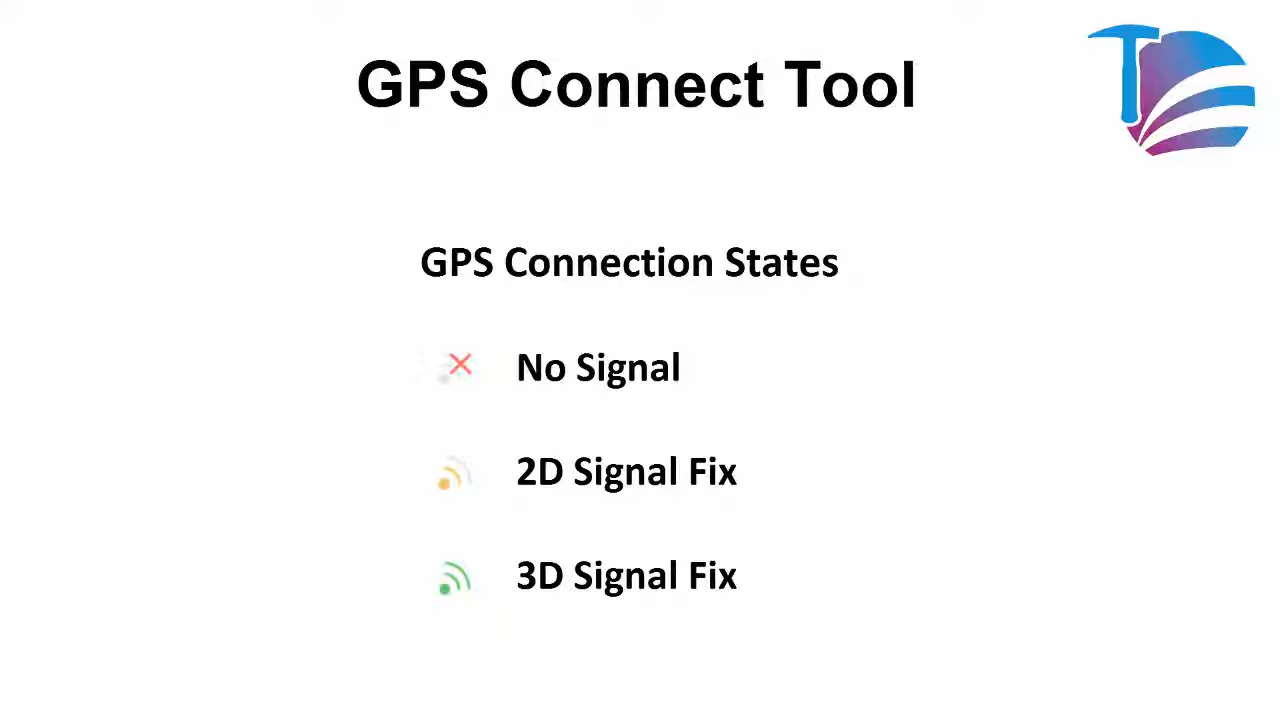 GPS Connect Tool
GPS Connection States
No Signal
2D Signal Fix
3D Signal Fix